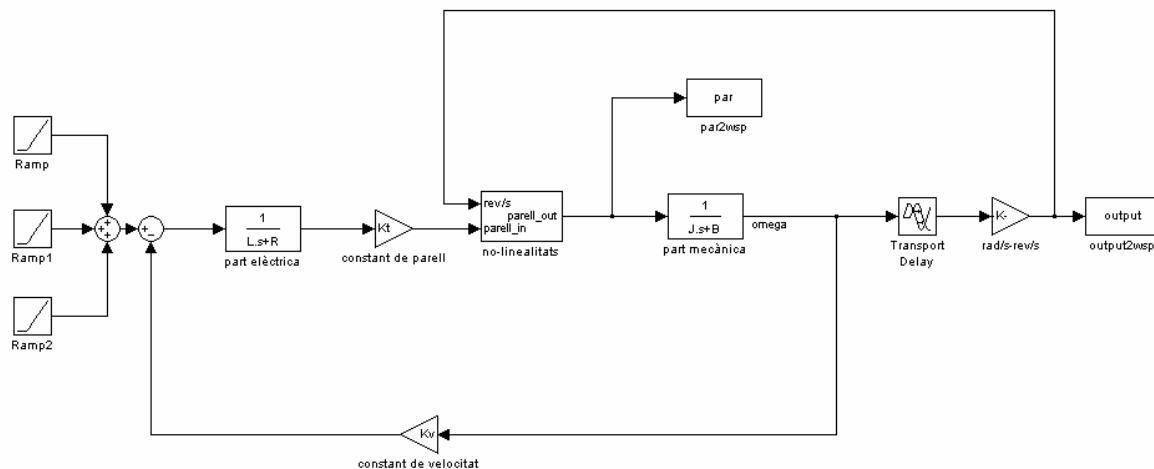 par
par2wsp
Ramp
rev/s
parell_out
parell_in
no-linealitats
1
J.s+B
part mecànica
omega
Transport
Delay
K-
rad/s-rev/s
output
output2wsp
Ramp1
+
+
+
+
−
1
L.s+R
part elèctrica
Kt
constant de parell
Ramp2
Kv
constant de velocitat